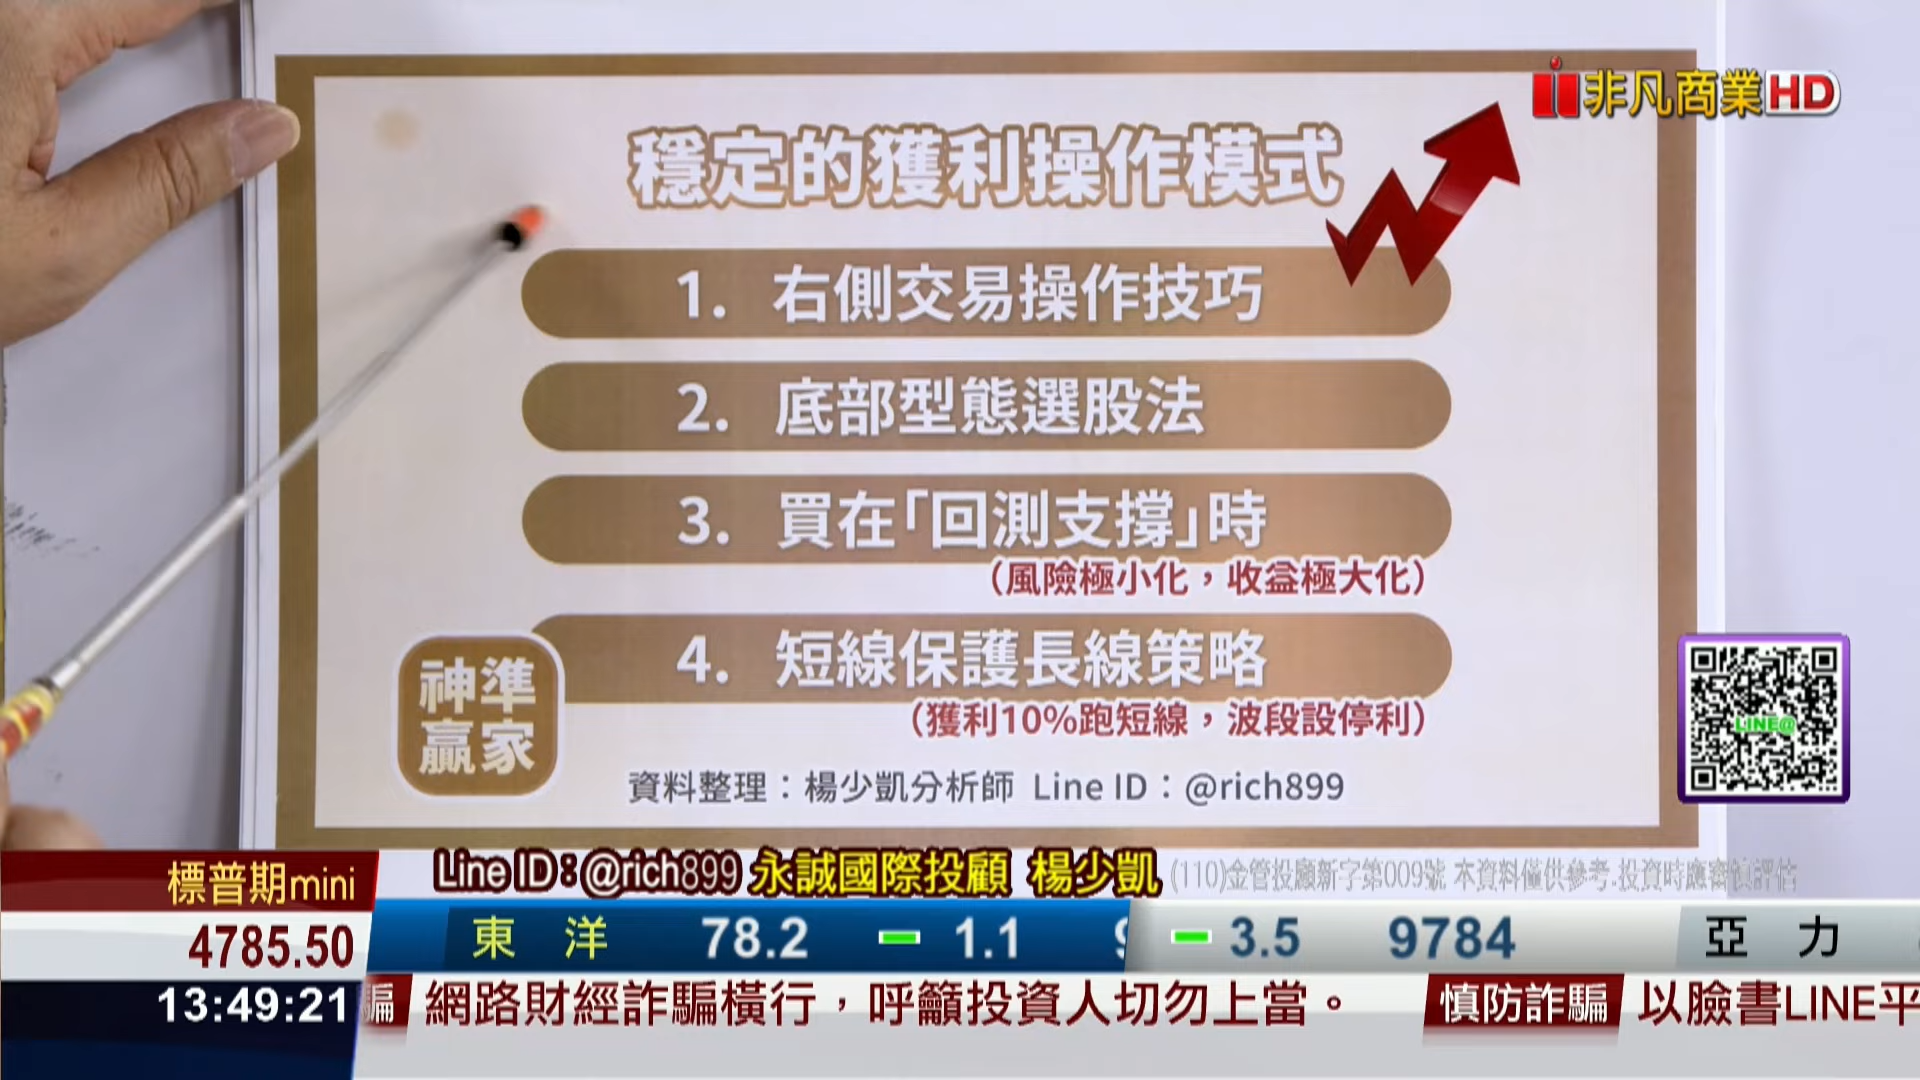 非凡商業HD
穩定的獲利操作模式
1. 右側交易操作技巧
2. 底部型態選股法
3. 買在「回測支撐」時
(風險極小化，收益極大化)
4. 短線保護長線策略
(獲利10%跑短線，波段設停利)
神準
贏家
資料整理：楊少凱分析師 Line ID：@rich899
LINE@
Line ID：@rich899 永誠國際投顧 楊少凱 (110)金管投顧新字第009號 本資料僅供參考.投資時應審慎評估
標普期mini
4785.50
東洋 78.2 1.1 3.5 9784 亞力
13:49:21
騙 網路財經詐騙橫行，呼籲投資人切勿上當。 慎防詐騙 以臉書LINE平